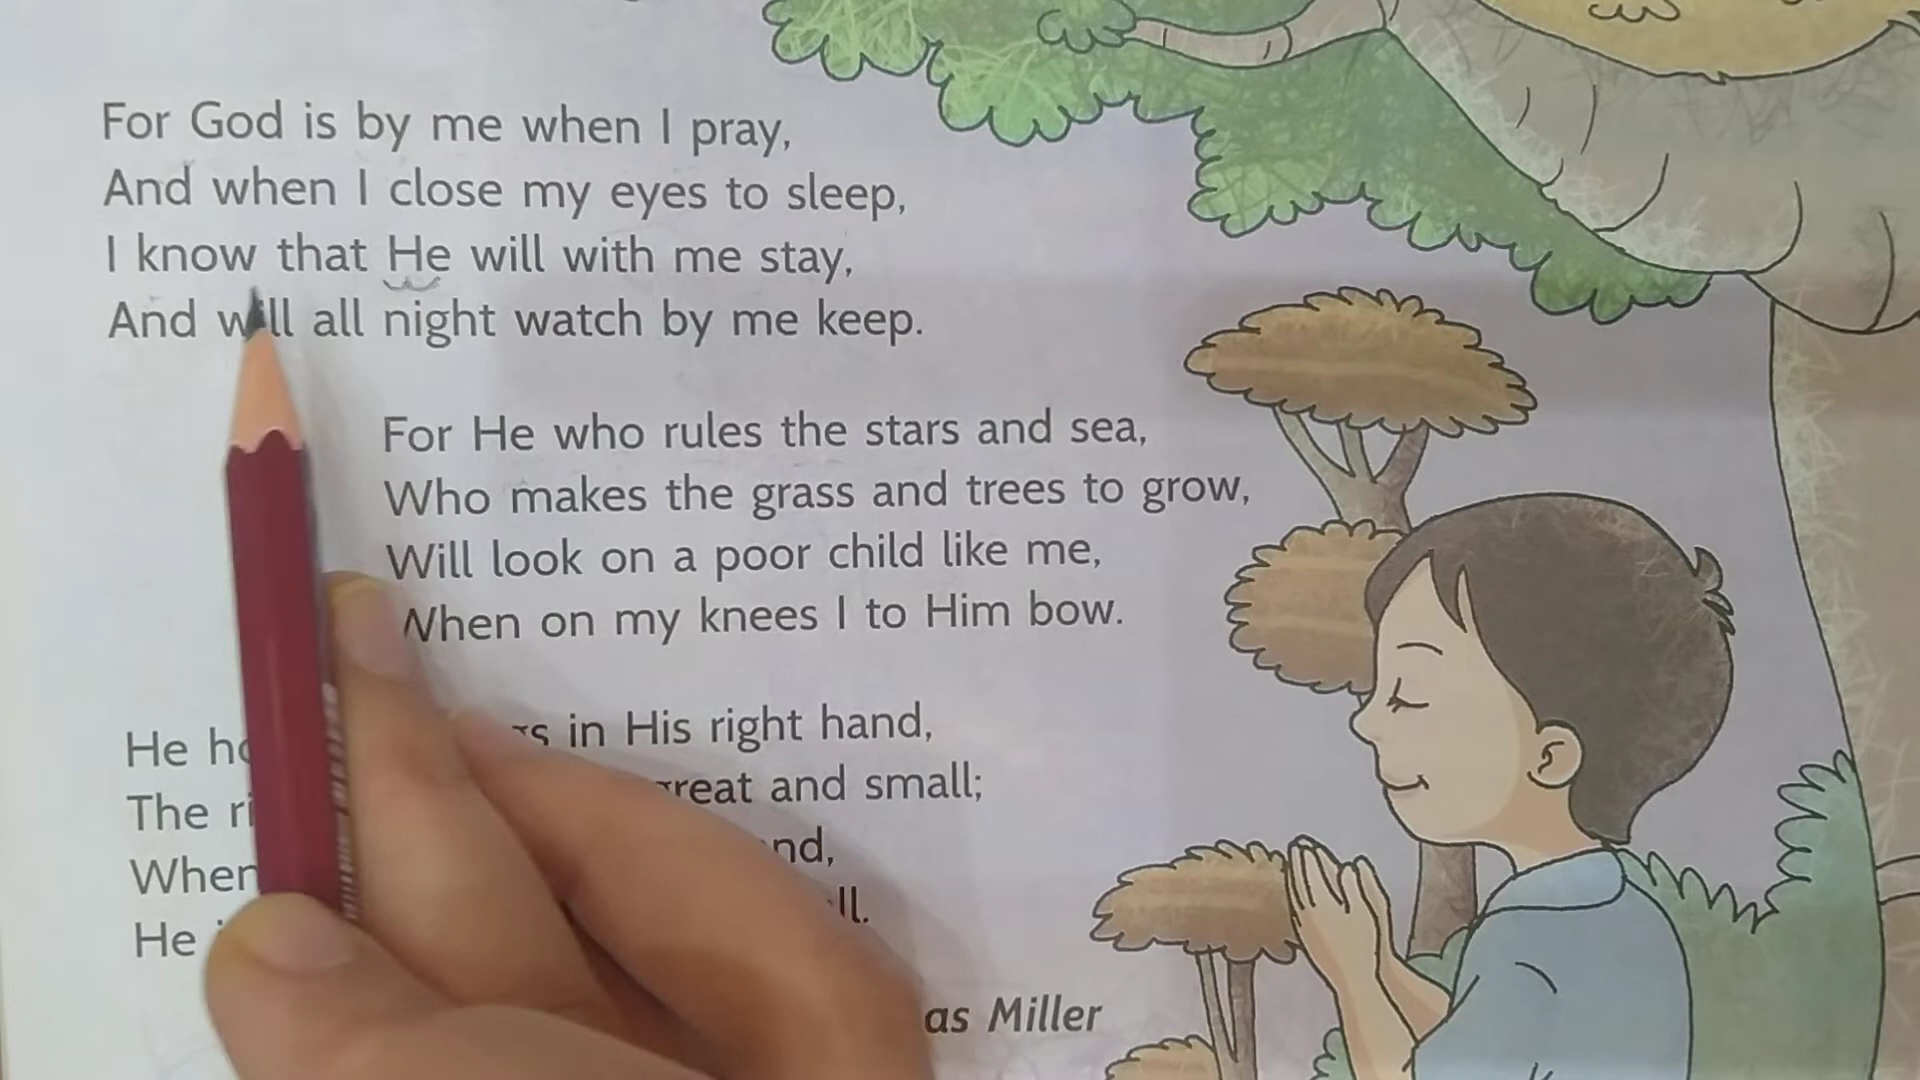 For God is by me when I pray,
And when I close my eyes to sleep,
I know that He will with me stay,
And will all night watch by me keep.
For He who rules the stars and sea,
Who makes the grass and trees to grow,
Will look on a poor child like me,
When on my knees I to Him bow.
He in His right hand,
The great and small;
When
He
as Miller